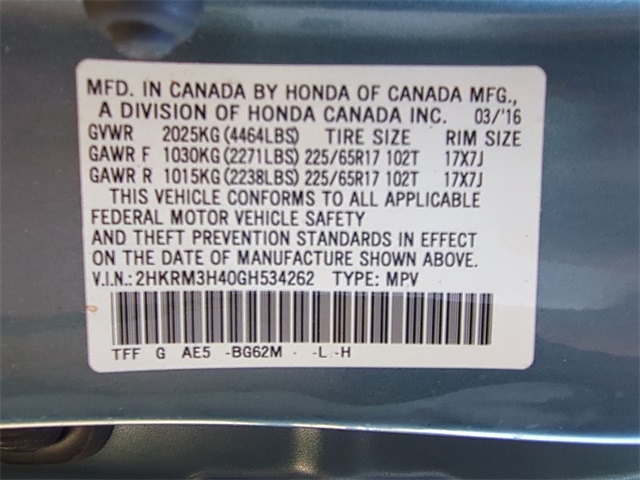 MFD. IN CANADA BY HONDA OF CANADA MFG.,
A DIVISION OF HONDA CANADA INC. 03/'16
GVWR 2025KG(4464LBS) TIRE SIZE RIM SIZE
GAWR F 1030KG(2271LBS) 225/65R17 102T 17X7J
GAWR R 1015KG(2238LBS) 225/65R17 102T 17X7J
THIS VEHICLE CONFORMS TO ALL APPLICABLE
FEDERAL MOTOR VEHICLE SAFETY
AND THEFT PREVENTION STANDARDS IN EFFECT
ON THE DATE OF MANUFACTURE SHOWN ABOVE.
V.I.N.:2HKRM3H40GH534262 TYPE: MPV
TFF G AE5 -BG62M · -L -H